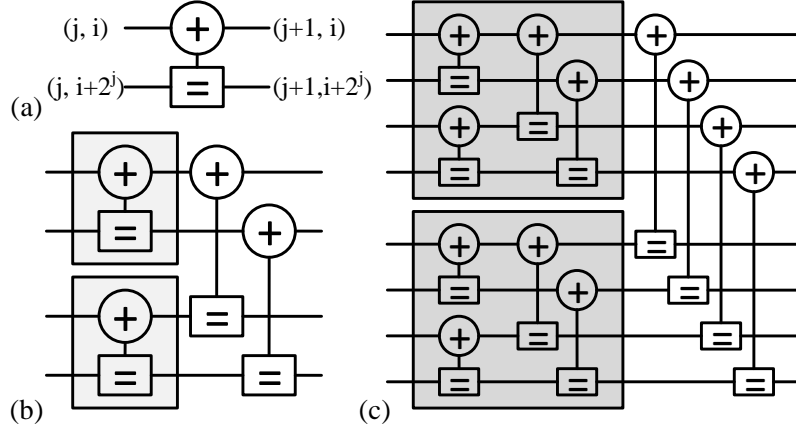 (j, i) + (j+1, i)
(j, i+2^j) = (j+1,i+2^j)
(a)
+ + + + + + +
= = = = =
(b)
+ + +
= + +
+ = +
= = +
+ + =
= + =
+ = =
= = =
(c)